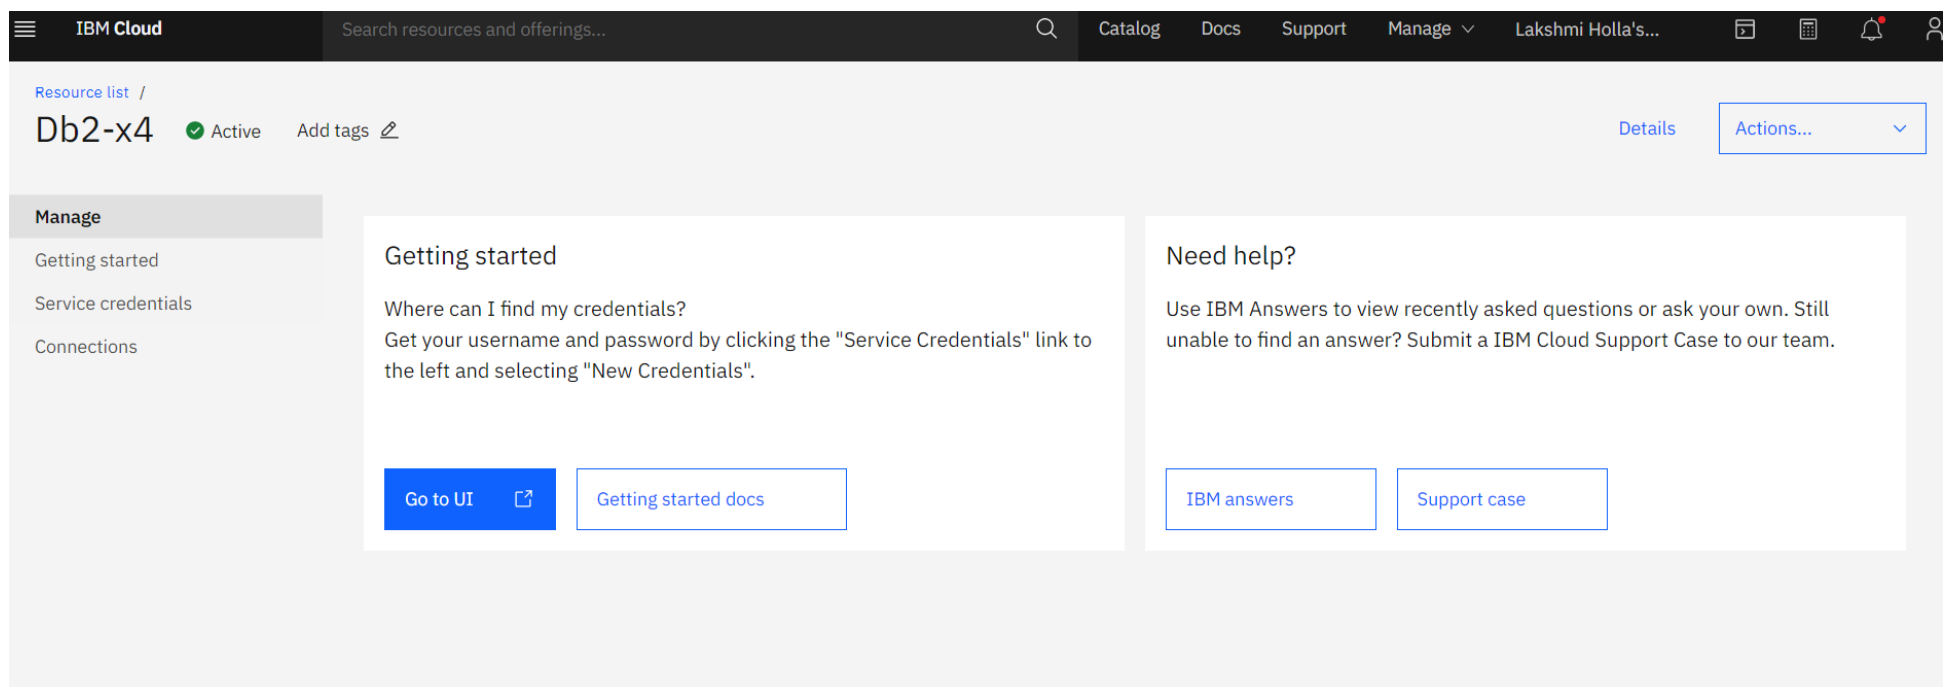 IBM Cloud
Search resources and offerings...
Catalog
Docs
Support
Manage
Lakshmi Holla's...
Resource list /
Db2-x4
Active
Add tags
Details
Actions...
Manage
Getting started
Service credentials
Connections
Getting started
Where can I find my credentials?
Get your username and password by clicking the "Service Credentials" link to
the left and selecting "New Credentials".
Go to UI
Getting started docs
Need help?
Use IBM Answers to view recently asked questions or ask your own. Still
unable to find an answer? Submit a IBM Cloud Support Case to our team.
IBM answers
Support case